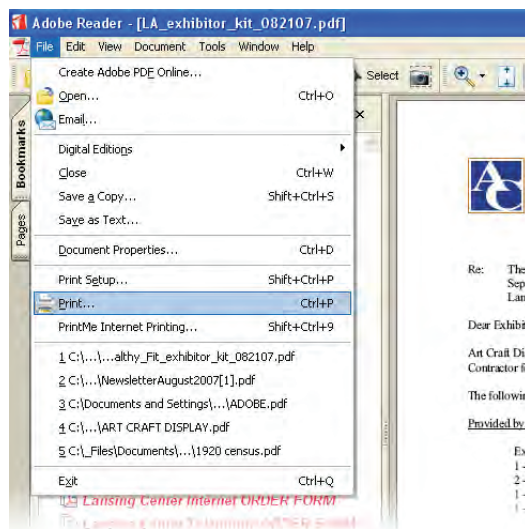 Adobe Reader - [LA_exhibitor_kit_082107.pdf]
File Edit View Document Tools Window Help
Create Adobe PDF Online...
Select
Open... Ctrl+O
Email...
Digital Editions
Close Ctrl+W
Save a Copy... Shift+Ctrl+S
Save as Text...
Document Properties... Ctrl+D
Print Setup... Shift+Ctrl+P
Print... Ctrl+P
PrintMe Internet Printing... Shift+Ctrl+9
1 C:\...\...althy_Fit_exhibitor_kit_082107.pdf
2 C:\...\NewsletterAugust2007[1].pdf
3 C:\Documents and Settings\...\ADOBE.pdf
4 C:\...\ART CRAFT DISPLAY.pdf
5 C:\_Files\Documents\...\1920 census.pdf
Exit Ctrl+Q
Lansing Center Internet ORDER FORM
Bookmarks
Pages
AC
Re: The
Sep
Lan
Dear Exhibi
Art Craft Di
Contractor f
The followin
Provided by
Ex
1 -
2 -
1 -